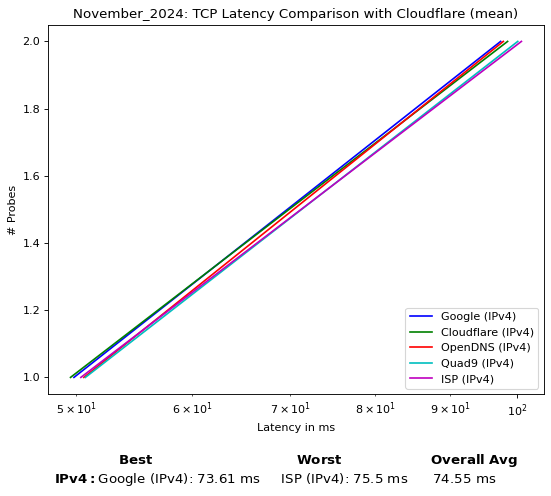 November_2024: TCP Latency Comparison with Cloudflare (mean)
2.0
1.8
1.6
1.4
1.2
1.0
# Probes
Google (IPv4)
Cloudflare (IPv4)
OpenDNS (IPv4)
Quad9 (IPv4)
ISP (IPv4)
5 × 10¹ 6 × 10¹ 7 × 10¹ 8 × 10¹ 9 × 10¹ 10²
Latency in ms
Best Worst Overall Avg
IPv4: Google (IPv4): 73.61 ms ISP (IPv4): 75.5 ms 74.55 ms